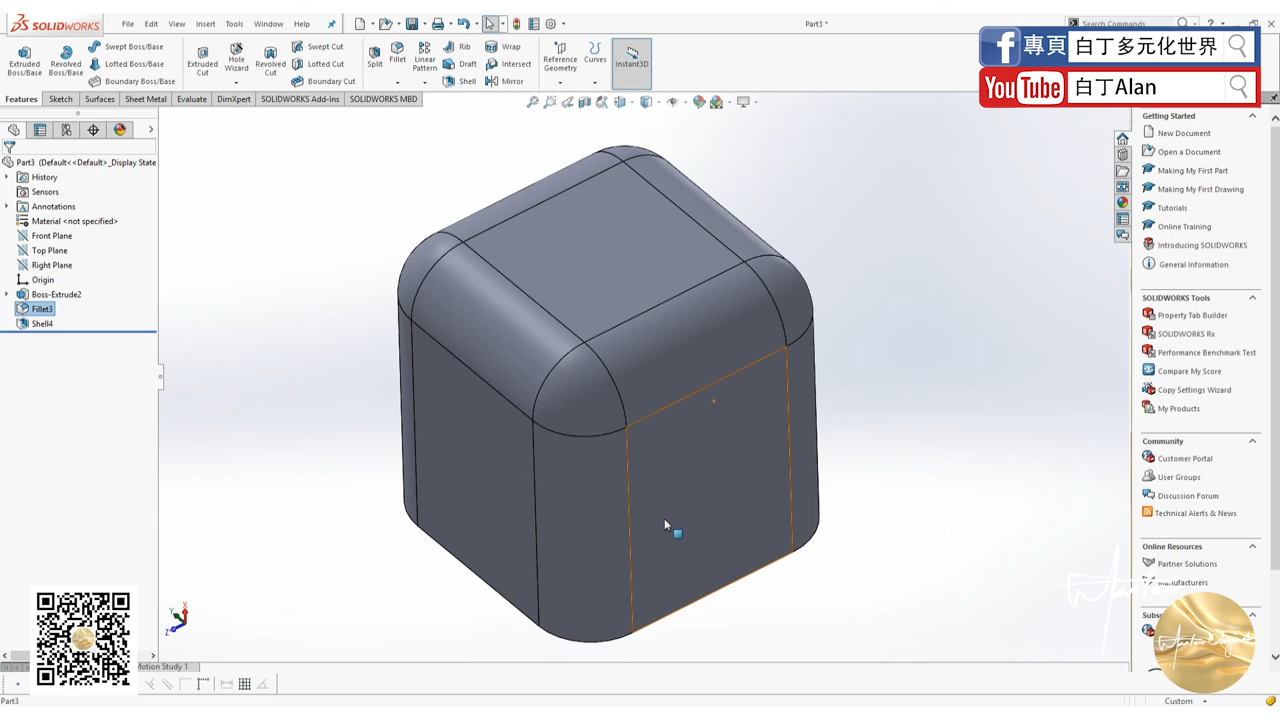 SOLIDWORKS
File Edit View Insert Tools Window Help
Part3 *
Search Commands
Extruded Boss/Base
Revolved Boss/Base
Swept Boss/Base
Lofted Boss/Base
Boundary Boss/Base
Extruded Cut
Hole Wizard
Revolved Cut
Swept Cut
Lofted Cut
Boundary Cut
Split
Fillet
Linear Pattern
Rib
Draft
Shell
Wrap
Intersect
Mirror
Reference Geometry
Curves
Instant3D
f 專頁 白丁多元化世界
YouTube 白丁Alan
Features Sketch Surfaces Sheet Metal Evaluate DimXpert SOLIDWORKS Add-Ins SOLIDWORKS MBD
Part3 (Default<<Default>_Display State
History
Sensors
Annotations
Material <not specified>
Front Plane
Top Plane
Right Plane
Origin
Boss-Extrude2
Fillet3
Shell4
Y X Z
Getting Started
New Document
Open a Document
Making My First Part
Making My First Drawing
Tutorials
Online Training
Introducing SOLIDWORKS
General Information
SOLIDWORKS Tools
Property Tab Builder
SOLIDWORKS Rx
Performance Benchmark Test
Compare My Score
Copy Settings Wizard
My Products
Community
Customer Portal
User Groups
Discussion Forum
Technical Alerts & News
Online Resources
Partner Solutions
Manufacturers
Motion Study 1
Part3
Custom